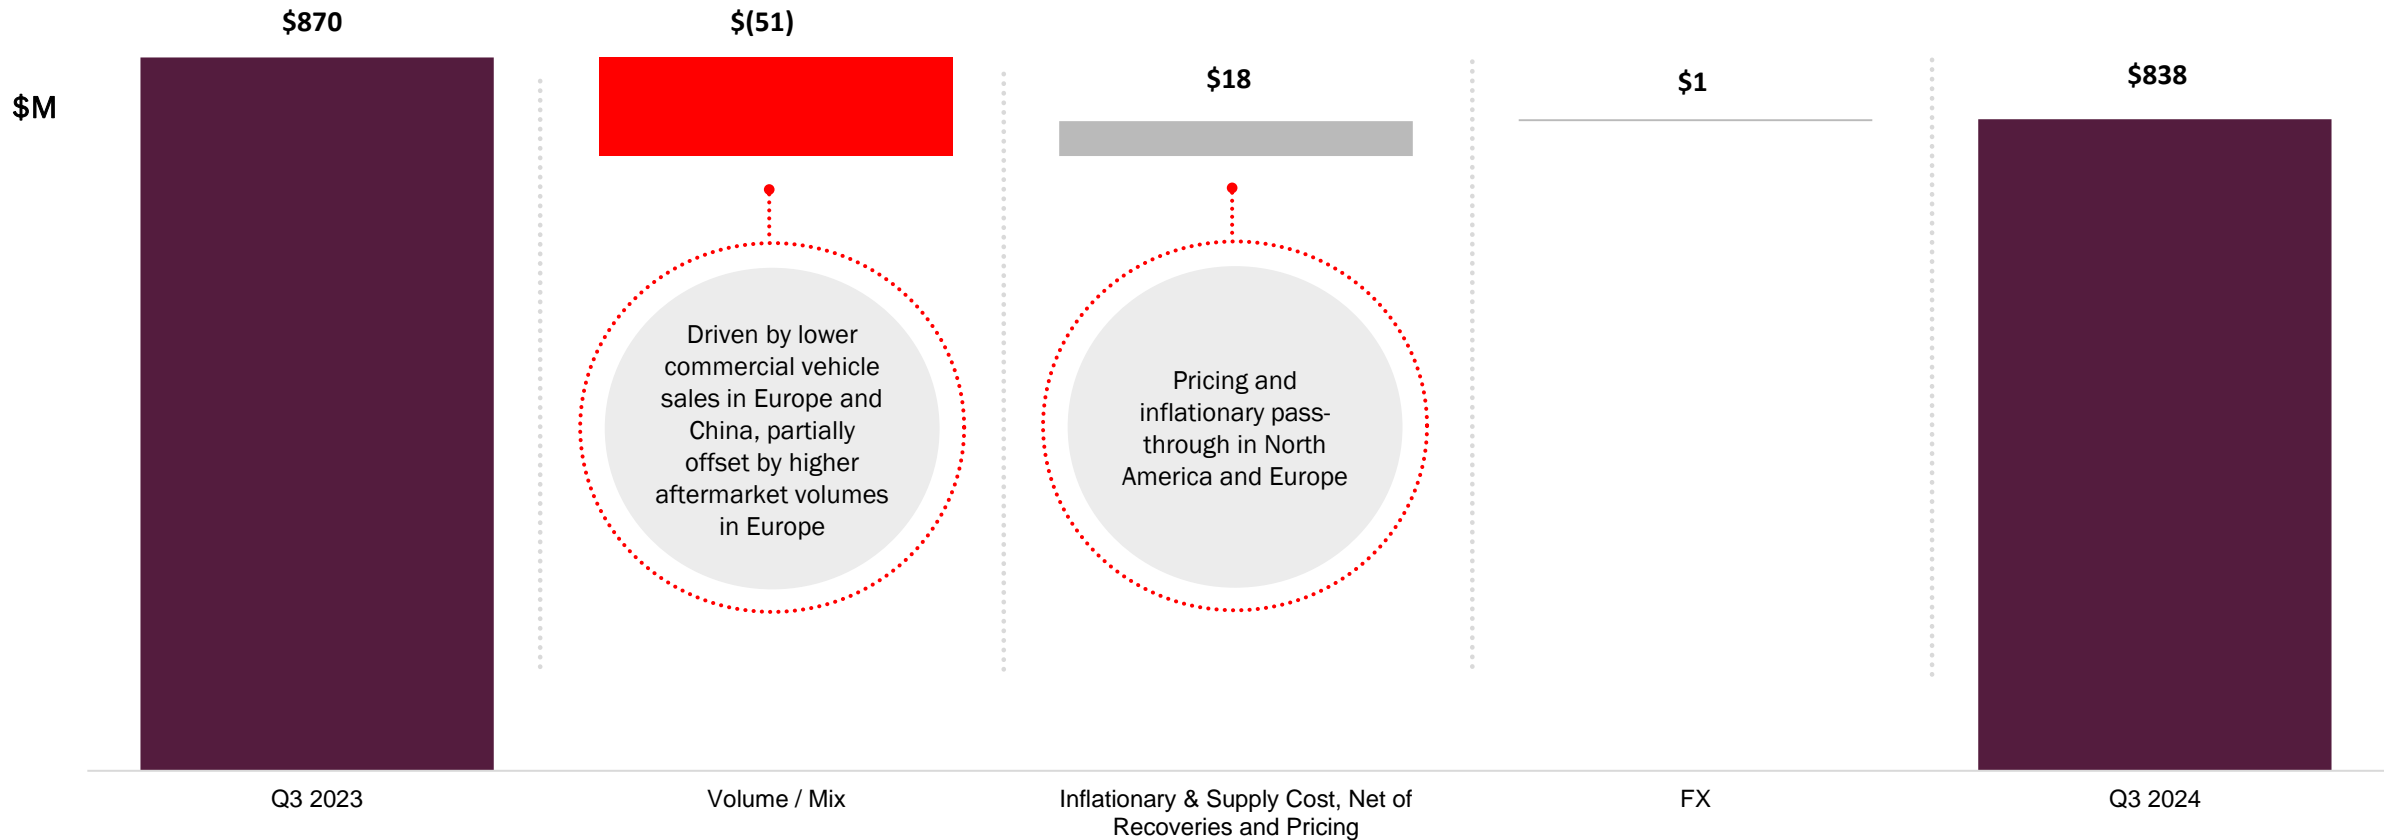 $870
$(51)
$18
$1
$838
$M
Driven by lower
commercial vehicle
sales in Europe and
China, partially
offset by higher
aftermarket volumes
in Europe
Pricing and
inflationary pass-
through in North
America and Europe
Q3 2023
Volume / Mix
Inflationary & Supply Cost, Net of
Recoveries and Pricing
FX
Q3 2024